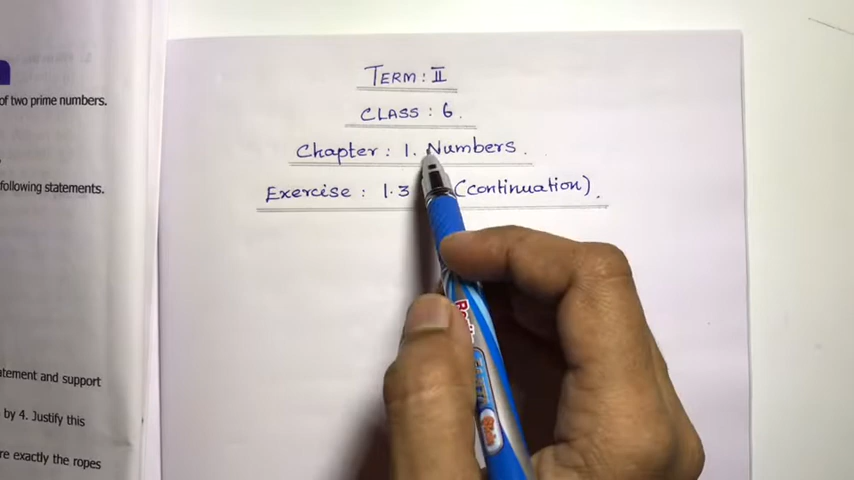 of two prime numbers.
following statements.
atement and support
by 4. Justify this
re exactly the ropes
TERM : II
CLASS : 6.
Chapter : 1. Numbers.
Exercise : 1.3 (continuation).